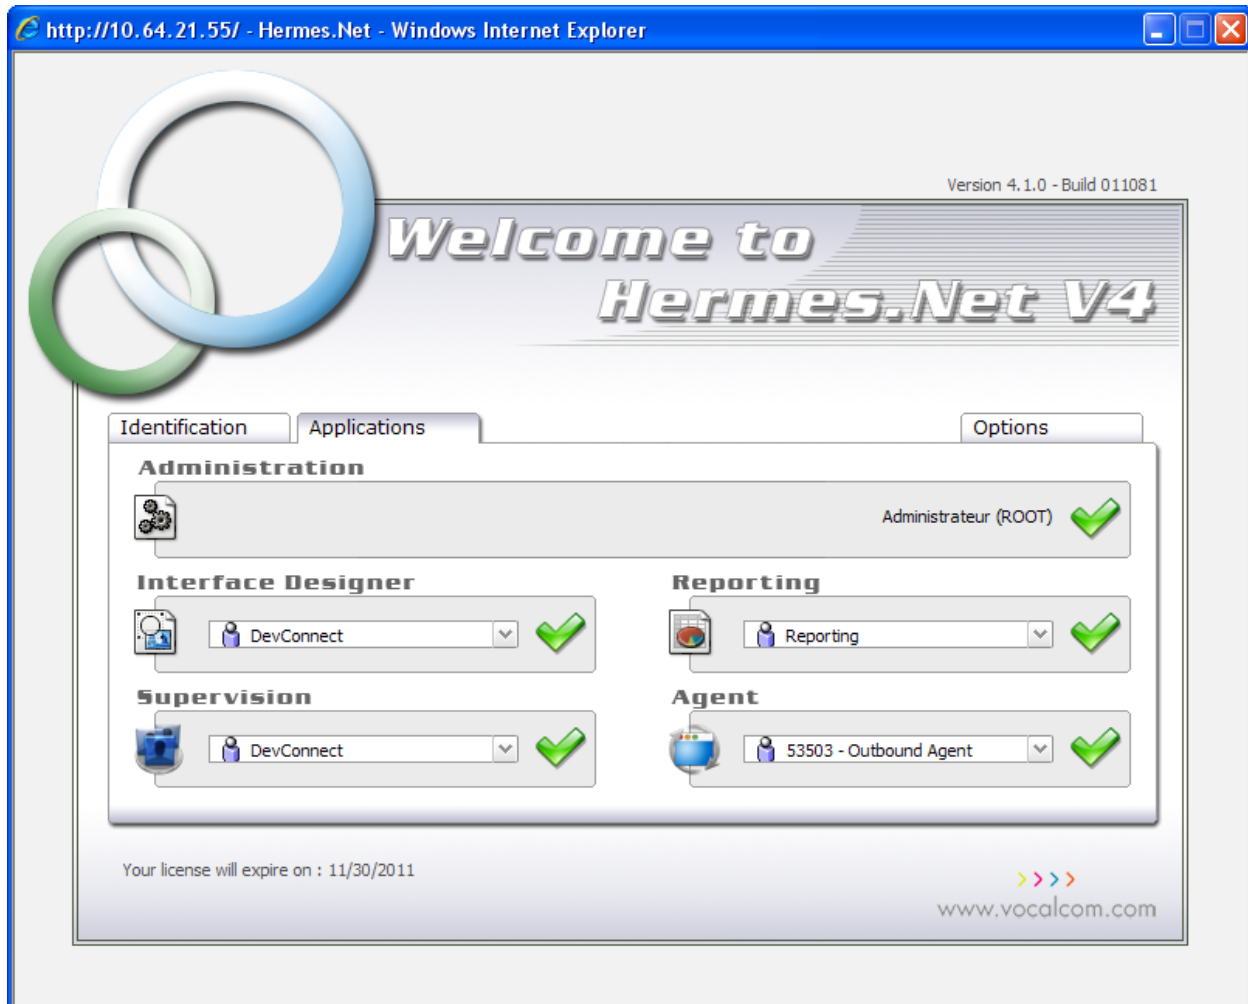 http://10.64.21.55/ - Hermes.Net - Windows Internet Explorer
Version 4.1.0 - Build 011081
Welcome to
Hermes.Net V4
Identification
Applications
Options
Administration
Administrateur (ROOT)
Interface Designer
Reporting
DevConnect
Reporting
Supervision
Agent
DevConnect
53503 - Outbound Agent
Your license will expire on : 11/30/2011
www.vocalcom.com